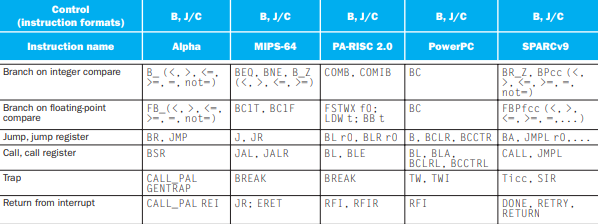 Control
(instruction formats) B, J/C B, J/C B, J/C B, J/C B, J/C
Instruction name Alpha MIPS-64 PA-RISC 2.0 PowerPC SPARCv9
Branch on integer compare B_ (<, >, <=, >=, =, not=) BEQ, BNE, B_Z (<, >, <=, >=) COMB, COMIB BC BR_Z, BPcc (<, >, <=, >=, =, not=)
Branch on floating-point compare FB_(<, >, <=, >=, =, not=) BC1T, BC1F FSTWX f0; LDW t; BB t BC FBPfcc (<, >, <=, >=, =,...)
Jump, jump register BR, JMP J, JR BL r0, BLR r0 B, BCLR, BCCTR BA, JMPL r0,...
Call, call register BSR JAL, JALR BL, BLE BL, BLA, BCLRL, BCCTRL CALL, JMPL
Trap CALL_PAL GENTRAP BREAK BREAK TW, TWI Ticc, SIR
Return from interrupt CALL_PAL REI JR; ERET RFI, RFIR RFI DONE, RETRY, RETURN